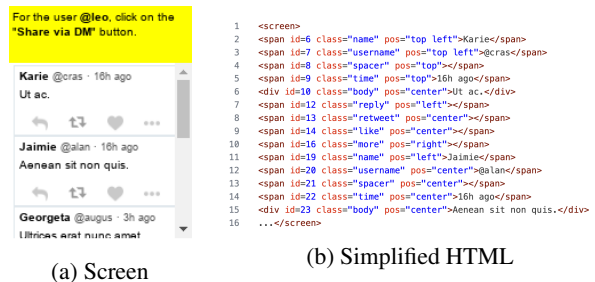 For the user @leo, click on the
"Share via DM" button.
Karie @cras · 16h ago
Ut ac.
Jaimie @alan · 16h ago
Aenean sit non quis.
Georgeta @augus · 3h ago
Ultrices erat nunc amet
(a) Screen
1 <screen>
2 <span id=6 class="name" pos="top left">Karie</span>
3 <span id=7 class="username" pos="top left">@cras</span>
4 <span id=8 class="spacer" pos="top"></span>
5 <span id=9 class="time" pos="top">16h ago</span>
6 <div id=10 class="body" pos="center">Ut ac.</div>
7 <span id=12 class="reply" pos="left"></span>
8 <span id=13 class="retweet" pos="center"></span>
9 <span id=14 class="like" pos="center"></span>
10 <span id=16 class="more" pos="right"></span>
11 <span id=19 class="name" pos="left">Jaimie</span>
12 <span id=20 class="username" pos="center">@alan</span>
13 <span id=21 class="spacer" pos="center"></span>
14 <span id=22 class="time" pos="center">16h ago</span>
15 <div id=23 class="body" pos="center">Aenean sit non quis.</div>
16 ...</screen>
(b) Simplified HTML